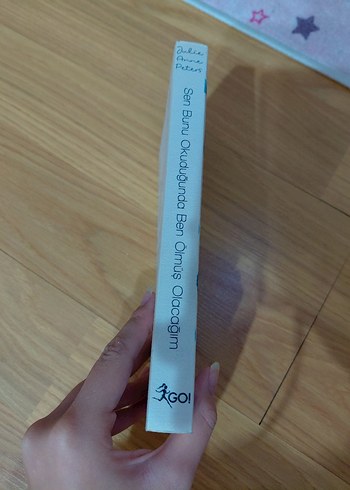 Julie
Anne
Peters
Sen Bunu Okuduğunda Ben Ölmüş Olacağım
GO!